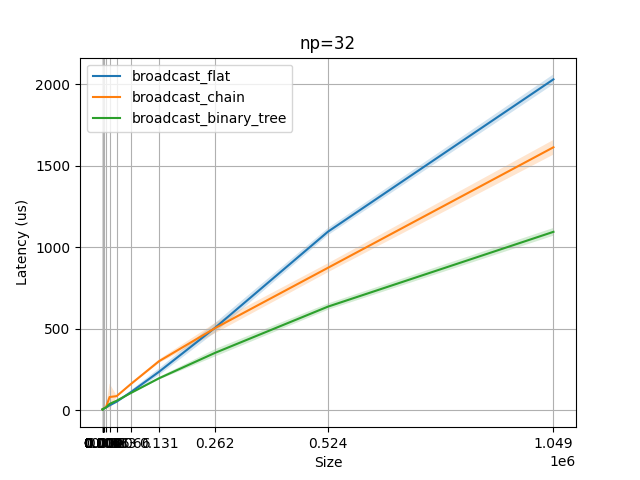 np=32
broadcast_flat
broadcast_chain
broadcast_binary_tree
Latency (us)
2000
1500
1000
500
0
0.131 0.262 0.524 1.049
1e6
Size